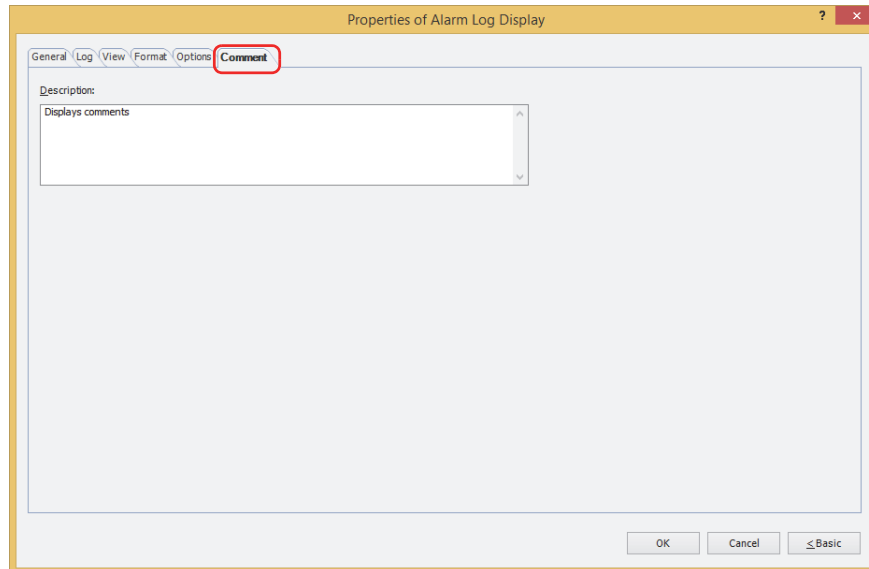 Properties of Alarm Log Display
?
×
General Log View Format Options Comment
Description:
Displays comments
OK Cancel < Basic